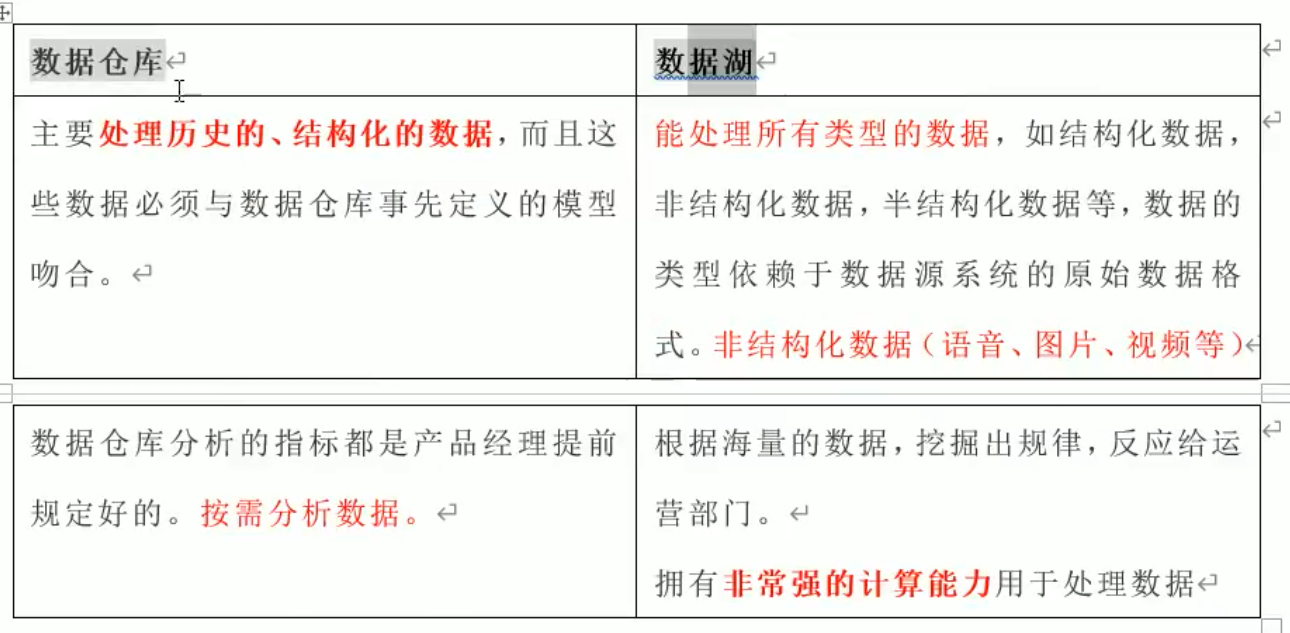 数据仓库
数据湖
主要处理历史的、结构化的数据，而且这
些数据必须与数据仓库事先定义的模型
吻合。
能处理所有类型的数据，如结构化数据，
非结构化数据，半结构化数据等，数据的
类型依赖于数据源系统的原始数据格
式。非结构化数据（语音、图片、视频等）
数据仓库分析的指标都是产品经理提前
规定好的。按需分析数据。
根据海量的数据，挖掘出规律，反应给运
营部门。
拥有非常强的计算能力用于处理数据